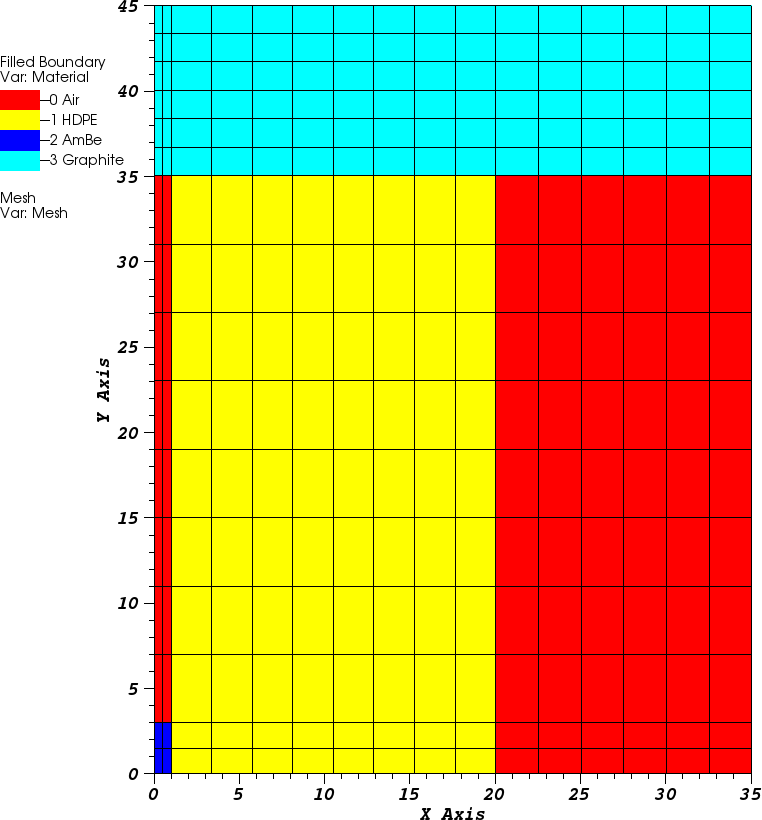 Filled Boundary
Var: Material
0 Air
1 HDPE
2 AmBe
3 Graphite
Mesh
Var: Mesh
45
40
35
30
25
20
15
10
5
0
Y Axis
0 5 10 15 20 25 30 35
X Axis